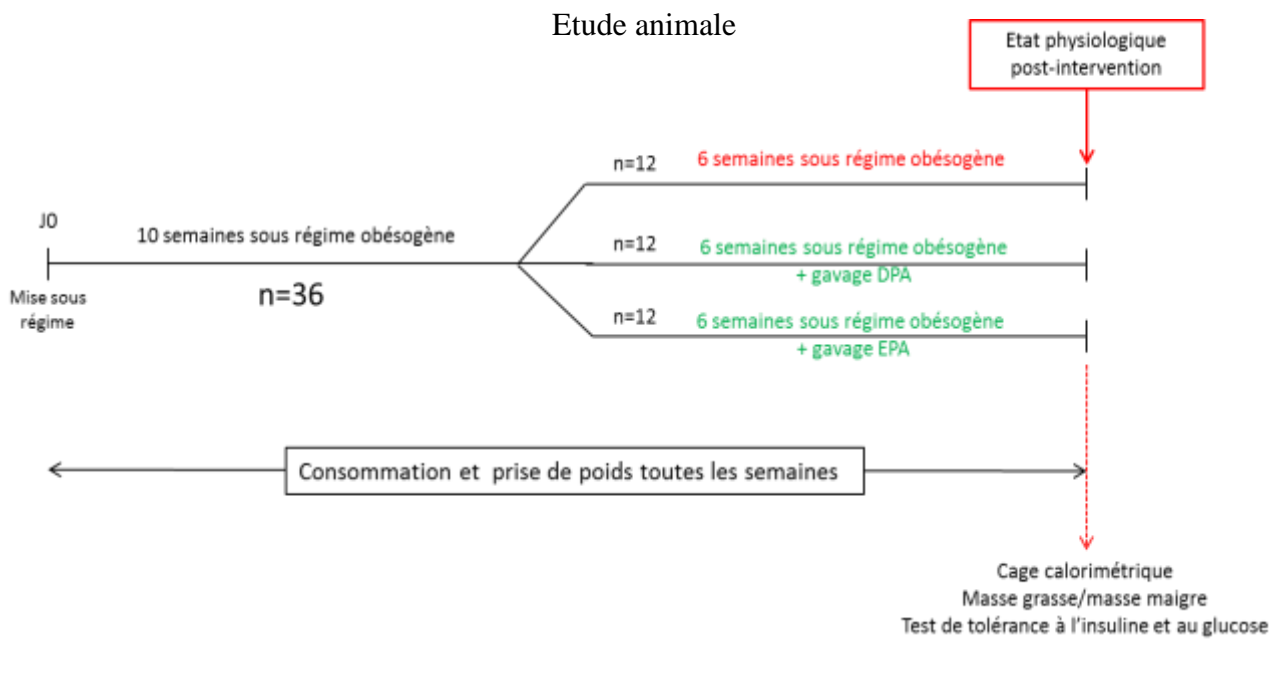 Etude animale
Etat physiologique
post-intervention
n=12
6 semaines sous régime obésogène
J0
10 semaines sous régime obésogène
n=12
6 semaines sous régime obésogène
+ gavage DPA
Mise sous
régime
n=36
n=12
6 semaines sous régime obésogène
+ gavage EPA
Consommation et prise de poids toutes les semaines
Cage calorimétrique
Masse grasse/masse maigre
Test de tolérance à l'insuline et au glucose